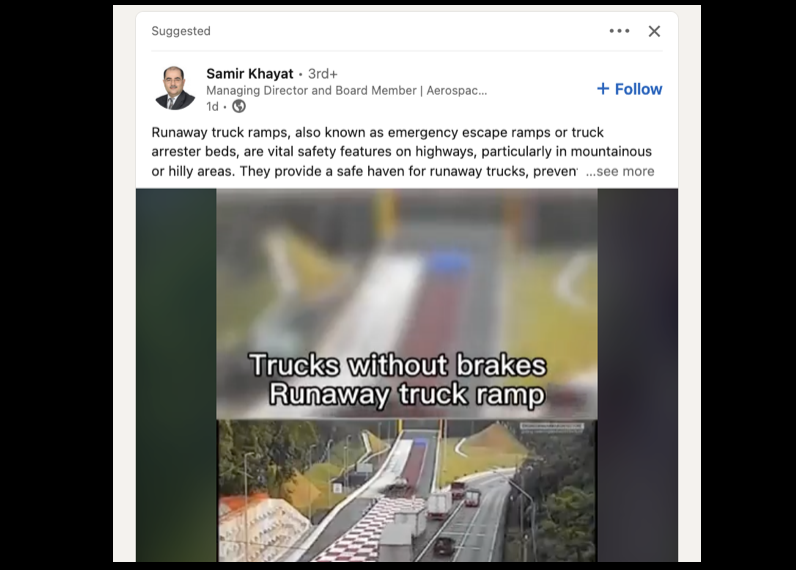 Suggested
Samir Khayat • 3rd+
Managing Director and Board Member | Aerospac...
1d •
+ Follow
Runaway truck ramps, also known as emergency escape ramps or truck
arrester beds, are vital safety features on highways, particularly in mountainous
or hilly areas. They provide a safe haven for runaway trucks, preven ...see more
Trucks without brakes
Runaway truck ramp